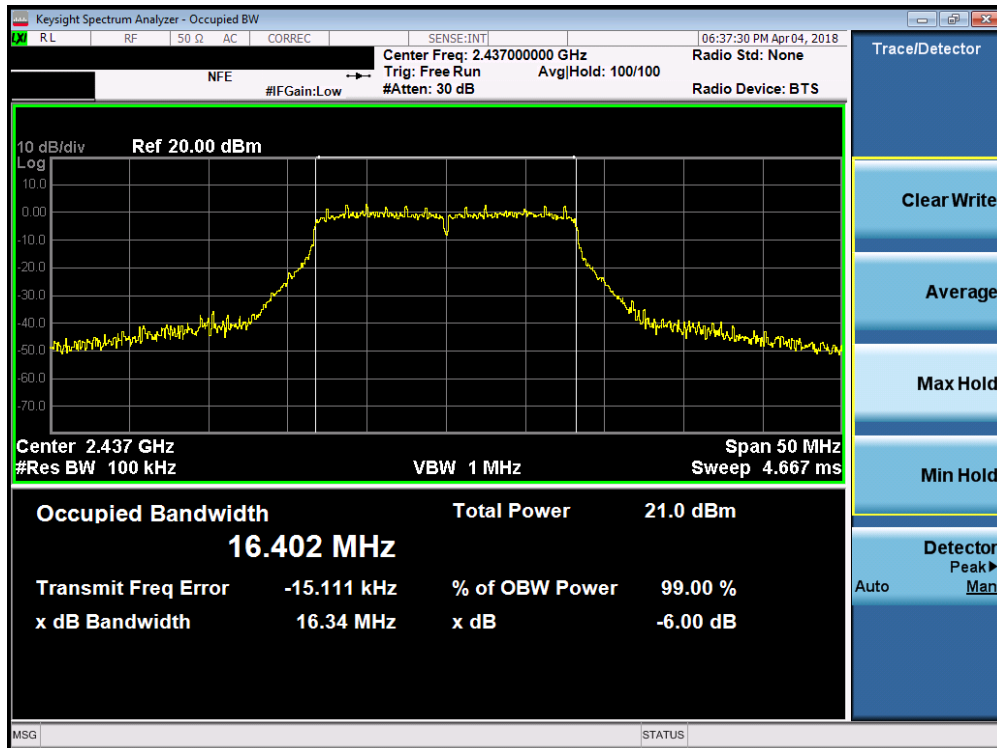 Keysight Spectrum Analyzer - Occupied BW
LXI RL RF 50 Ω AC CORREC SENSE:INT 06:37:30 PM Apr 04, 2018
Center Freq: 2.437000000 GHz Radio Std: None
NFE Trig: Free Run Avg|Hold: 100/100
#IFGain:Low #Atten: 30 dB Radio Device: BTS
10 dB/div Ref 20.00 dBm
Log
10.0
0.00
-10.0
-20.0
-30.0
-40.0
-50.0
-60.0
-70.0
Center 2.437 GHz Span 50 MHz
#Res BW 100 kHz VBW 1 MHz Sweep 4.667 ms
Occupied Bandwidth Total Power 21.0 dBm
16.402 MHz
Transmit Freq Error -15.111 kHz % of OBW Power 99.00 %
x dB Bandwidth 16.34 MHz x dB -6.00 dB
MSG STATUS
Trace/Detector
Clear Write
Average
Max Hold
Min Hold
Detector
Peak▶
Auto Man